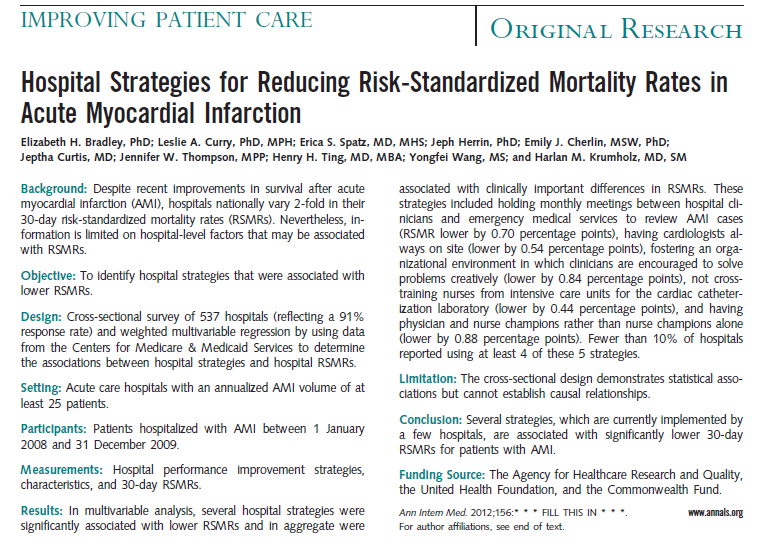 IMPROVING PATIENT CARE
ORIGINAL RESEARCH
Hospital Strategies for Reducing Risk-Standardized Mortality Rates in
Acute Myocardial Infarction
Elizabeth H. Bradley, PhD; Leslie A. Curry, PhD, MPH; Erica S. Spatz, MD, MHS; Jeph Herrin, PhD; Emily J. Cherlin, MSW, PhD;
Jeptha Curtis, MD; Jennifer W. Thompson, MPP; Henry H. Ting, MD, MBA; Yongfei Wang, MS; and Harlan M. Krumholz, MD, SM
Background: Despite recent improvements in survival after acute
myocardial infarction (AMI), hospitals nationally vary 2-fold in their
30-day risk-standardized mortality rates (RSMRs). Nevertheless, in-
formation is limited on hospital-level factors that may be associated
with RSMRs.
Objective: To identify hospital strategies that were associated with
lower RSMRs.
Design: Cross-sectional survey of 537 hospitals (reflecting a 91%
response rate) and weighted multivariable regression by using data
from the Centers for Medicare & Medicaid Services to determine
the associations between hospital strategies and hospital RSMRs.
Setting: Acute care hospitals with an annualized AMI volume of at
least 25 patients.
Participants: Patients hospitalized with AMI between 1 January
2008 and 31 December 2009.
Measurements: Hospital performance improvement strategies,
characteristics, and 30-day RSMRs.
Results: In multivariable analysis, several hospital strategies were
significantly associated with lower RSMRs and in aggregate were
associated with clinically important differences in RSMRs. These
strategies included holding monthly meetings between hospital cli-
nicians and emergency medical services to review AMI cases
(RSMR lower by 0.70 percentage points), having cardiologists al-
ways on site (lower by 0.54 percentage points), fostering an orga-
nizational environment in which clinicians are encouraged to solve
problems creatively (lower by 0.84 percentage points), not cross-
training nurses from intensive care units for the cardiac catheter-
ization laboratory (lower by 0.44 percentage points), and having
physician and nurse champions rather than nurse champions alone
(lower by 0.88 percentage points). Fewer than 10% of hospitals
reported using at least 4 of these 5 strategies.
Limitation: The cross-sectional design demonstrates statistical asso-
ciations but cannot establish causal relationships.
Conclusion: Several strategies, which are currently implemented by
a few hospitals, are associated with significantly lower 30-day
RSMRs for patients with AMI.
Funding Source: The Agency for Healthcare Research and Quality,
the United Health Foundation, and the Commonwealth Fund.
Ann Intern Med. 2012;156:* * * FILL THIS IN * * *. www.annals.org
For author affiliations, see end of text.